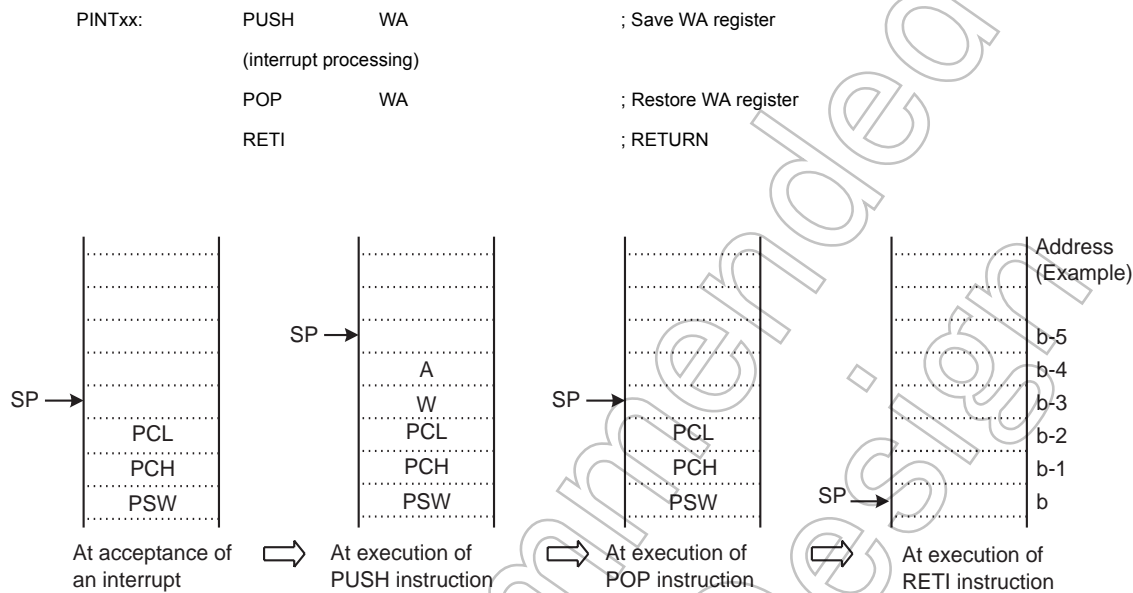 PINTxx: PUSH WA ; Save WA register
(interrupt processing)
POP WA ; Restore WA register
RETI ; RETURN
Address
(Example)
SP
b-5
A
b-4
SP
W
SP
b-3
PCL
PCL
PCL
b-2
PCH
PCH
PCH
b-1
PSW
PSW
PSW
SP
b
At acceptance of
an interrupt
At execution of
PUSH instruction
At execution of
POP instruction
At execution of
RETI instruction